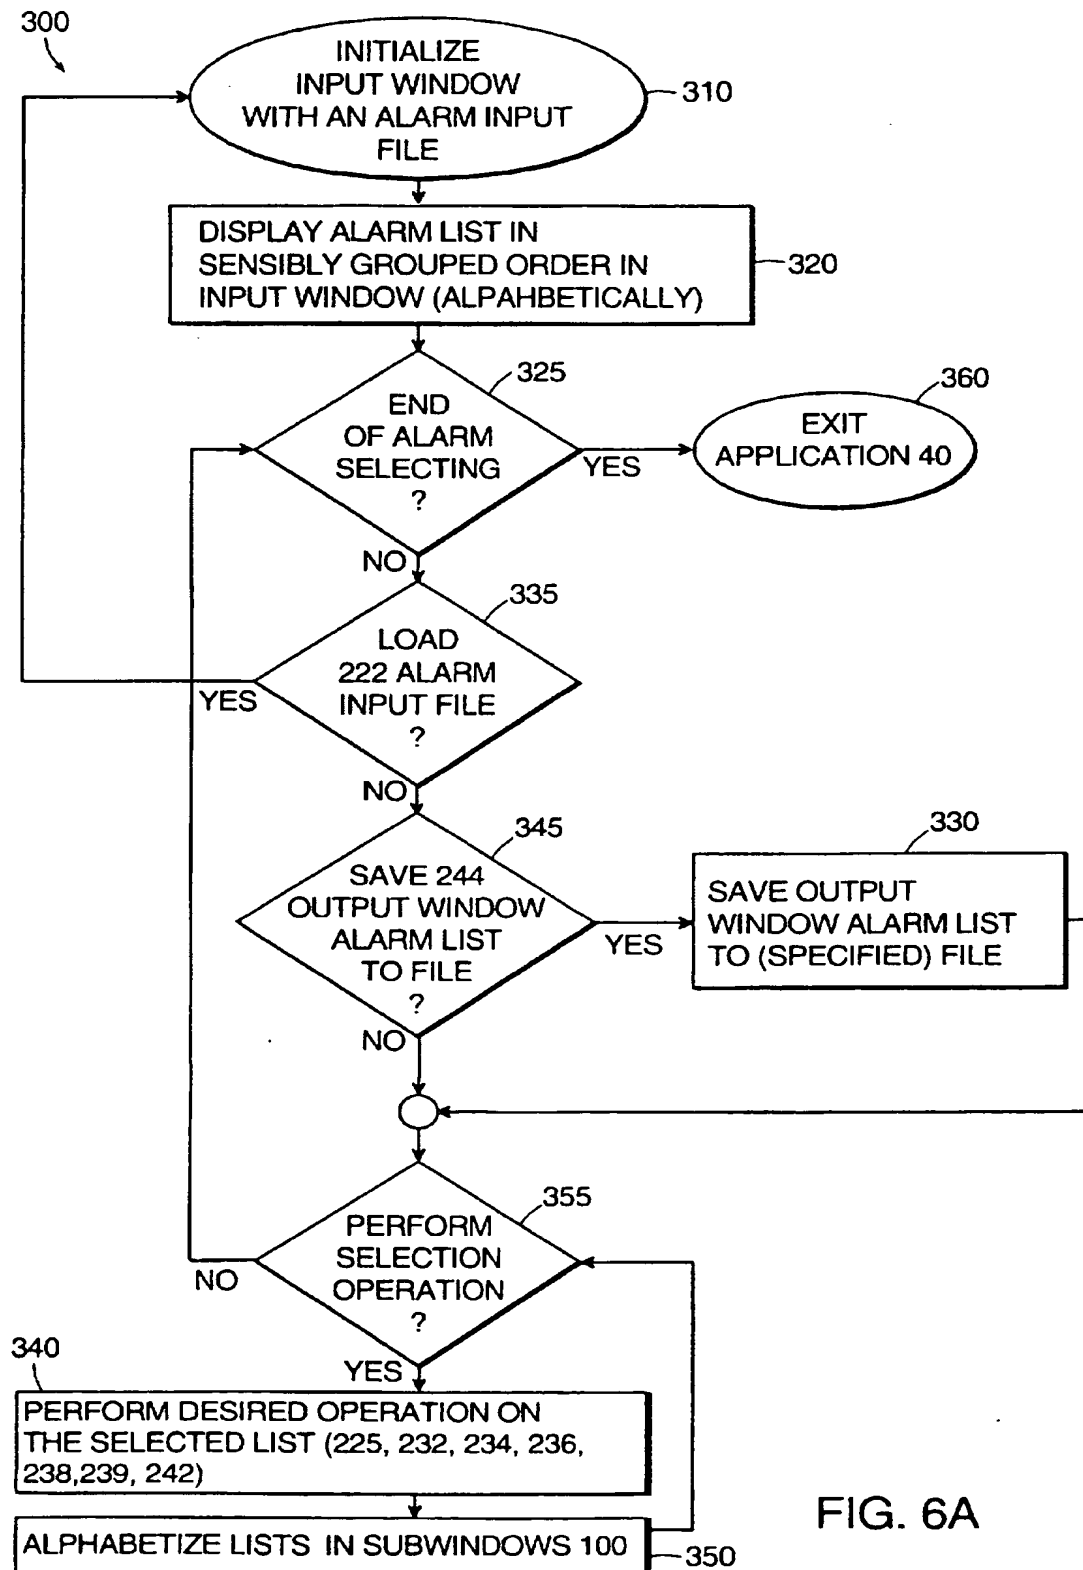 300
INITIALIZE
INPUT WINDOW
WITH AN ALARM INPUT
FILE
310
DISPLAY ALARM LIST IN
SENSIBLY GROUPED ORDER IN
INPUT WINDOW (ALPAHBETICALLY)
320
325
END
OF ALARM
SELECTING
?
YES
NO
360
EXIT
APPLICATION 40
335
LOAD
222 ALARM
INPUT FILE
?
YES
NO
345
SAVE 244
OUTPUT WINDOW
ALARM LIST
TO FILE
?
YES
NO
330
SAVE OUTPUT
WINDOW ALARM LIST
TO (SPECIFIED) FILE
355
PERFORM
SELECTION
OPERATION
?
NO
YES
340
PERFORM DESIRED OPERATION ON
THE SELECTED LIST (225, 232, 234, 236,
238,239, 242)
ALPHABETIZE LISTS IN SUBWINDOWS 100
350
FIG. 6A